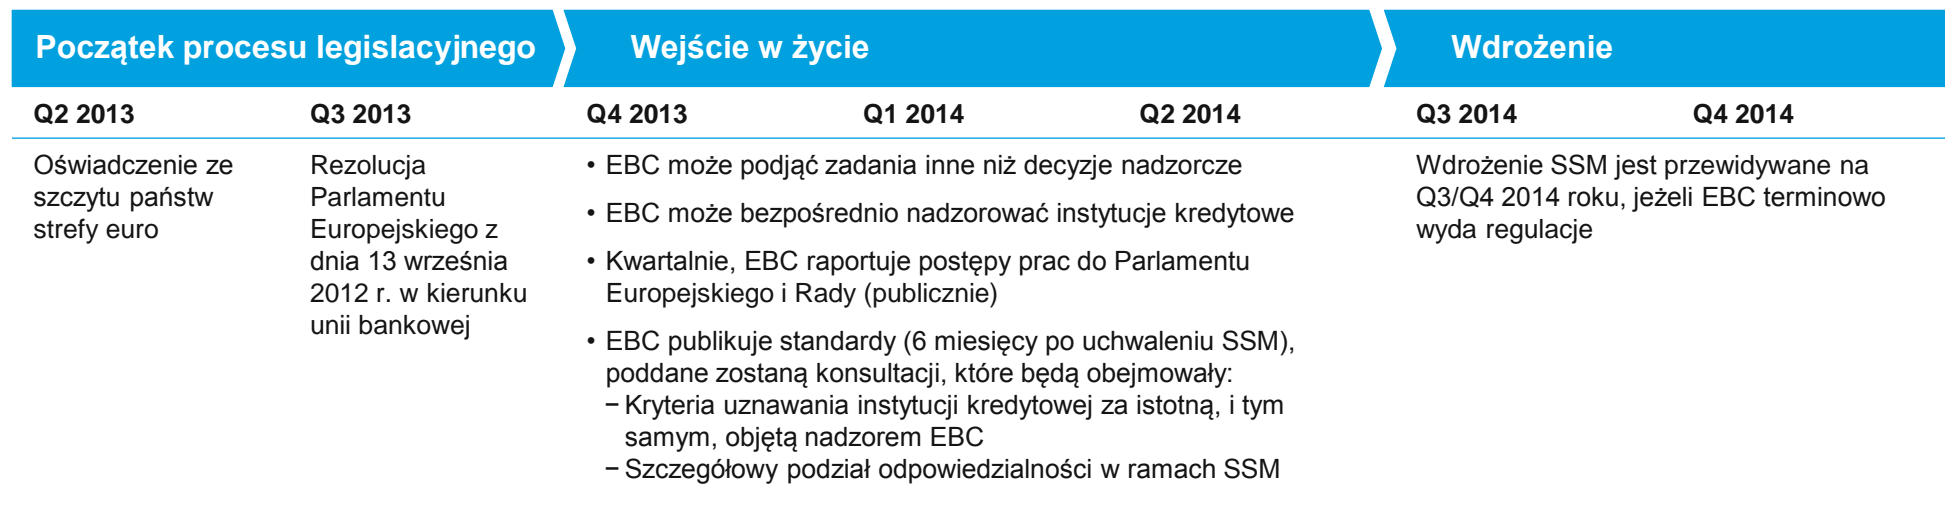 Początek procesu legislacyjnego
Wejście w życie
Wdrożenie
Q2 2013
Q3 2013
Q4 2013
Q1 2014
Q2 2014
Q3 2014
Q4 2014
Oświadczenie ze
szczytu państw
strefy euro
Rezolucja
Parlamentu
Europejskiego z
dnia 13 września
2012 r. w kierunku
unii bankowej
• EBC może podjąć zadania inne niż decyzje nadzorcze
• EBC może bezpośrednio nadzorować instytucje kredytowe
• Kwartalnie, EBC raportuje postępy prac do Parlamentu
Europejskiego i Rady (publicznie)
• EBC publikuje standardy (6 miesięcy po uchwaleniu SSM),
poddane zostaną konsultacji, które będą obejmowały:
− Kryteria uznawania instytucji kredytowej za istotną, i tym
samym, objętą nadzorem EBC
− Szczegółowy podział odpowiedzialności w ramach SSM
Wdrożenie SSM jest przewidywane na
Q3/Q4 2014 roku, jeżeli EBC terminowo
wyda regulacje